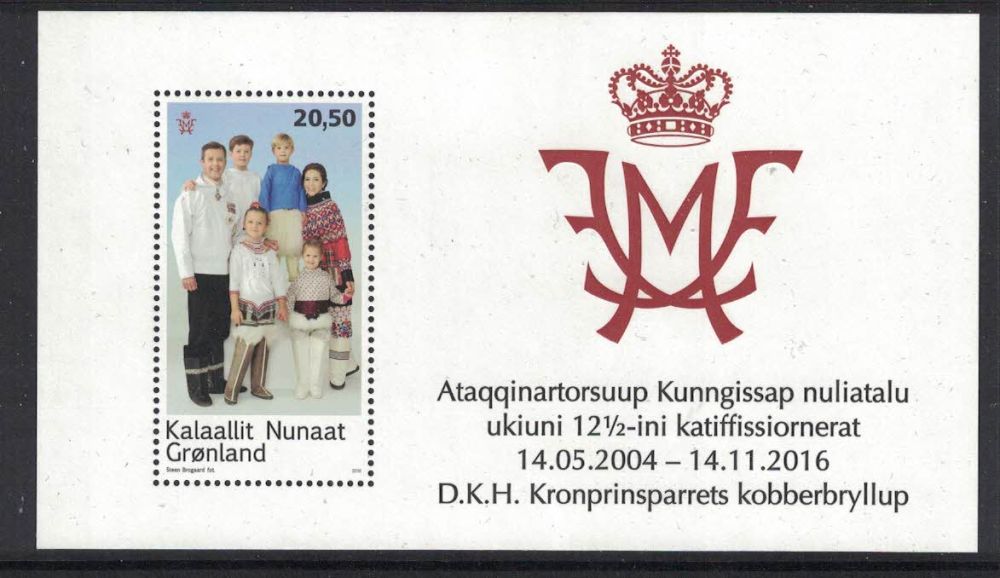 20,50
Kalaallit Nunaat
Grønland
Steen Brogaard fot.
2016
Ataqqinartorsuup Kunngissap nuliatalu
ukiuni 12½-ini katiffissiornerat
14.05.2004 – 14.11.2016
D.K.H. Kronprinsparrets kobberbryllup